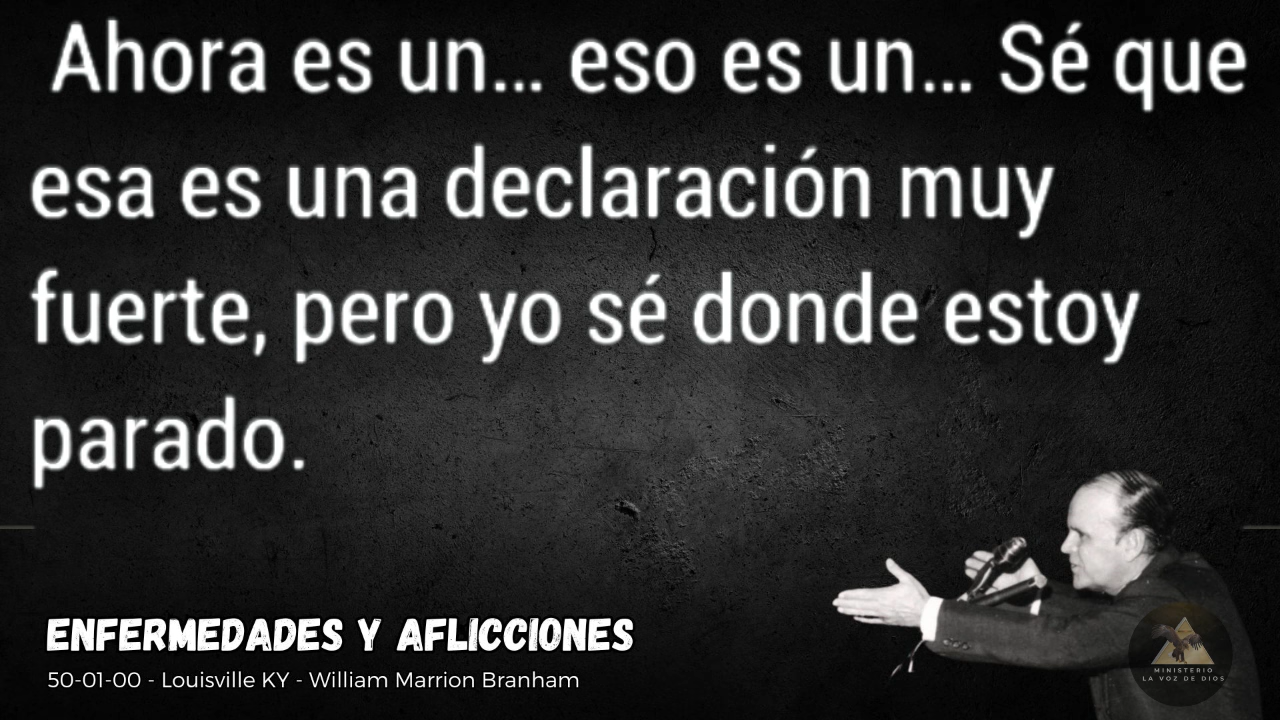 Ahora es un... eso es un... Sé que
esa es una declaración muy
fuerte, pero yo sé donde estoy
parado.
ENFERMEDADES Y AFLICCIONES
50-01-00 - Louisville KY - William Marrion Branham
MINISTERIO
LA VOZ DE DIOS